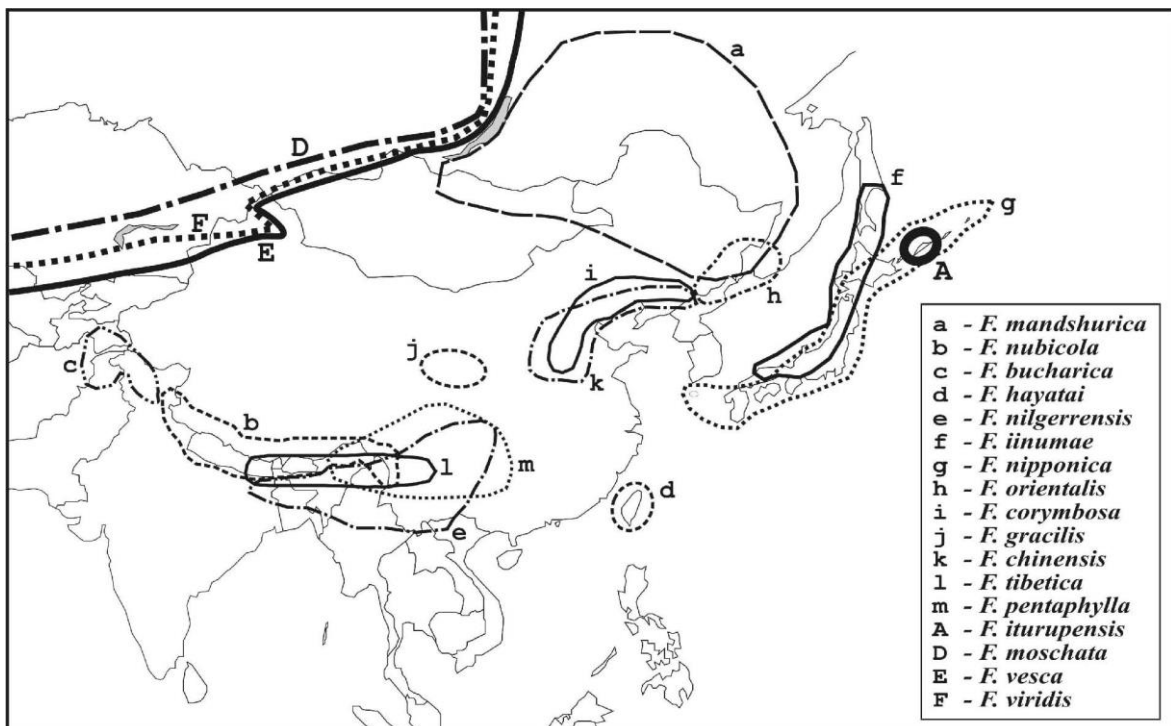 a
D
f
g
F
E
A
i
h
c
j
k
b
l
m
d
e
a - F. mandshurica
b - F. nubicola
c - F. bucharica
d - F. hayatai
e - F. nilgerrensis
f - F. iinumae
g - F. nipponica
h - F. orientalis
i - F. corymbosa
j - F. gracilis
k - F. chinensis
l - F. tibetica
m - F. pentaphylla
A - F. iturupensis
D - F. moschata
E - F. vesca
F - F. viridis